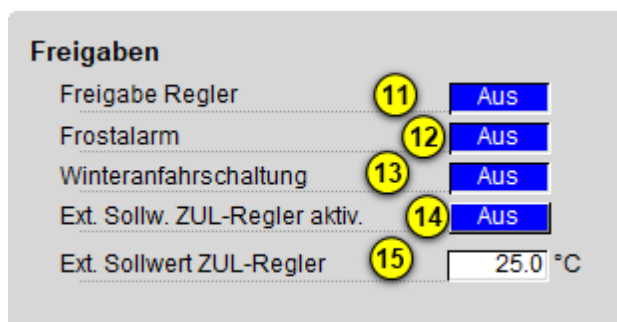 Freigaben
Freigabe Regler 11 Aus
Frostalarm 12 Aus
Winteranfahrschaltung 13 Aus
Ext. Sollw. ZUL-Regler aktiv. 14 Aus
Ext. Sollwert ZUL-Regler 15 25.0 °C